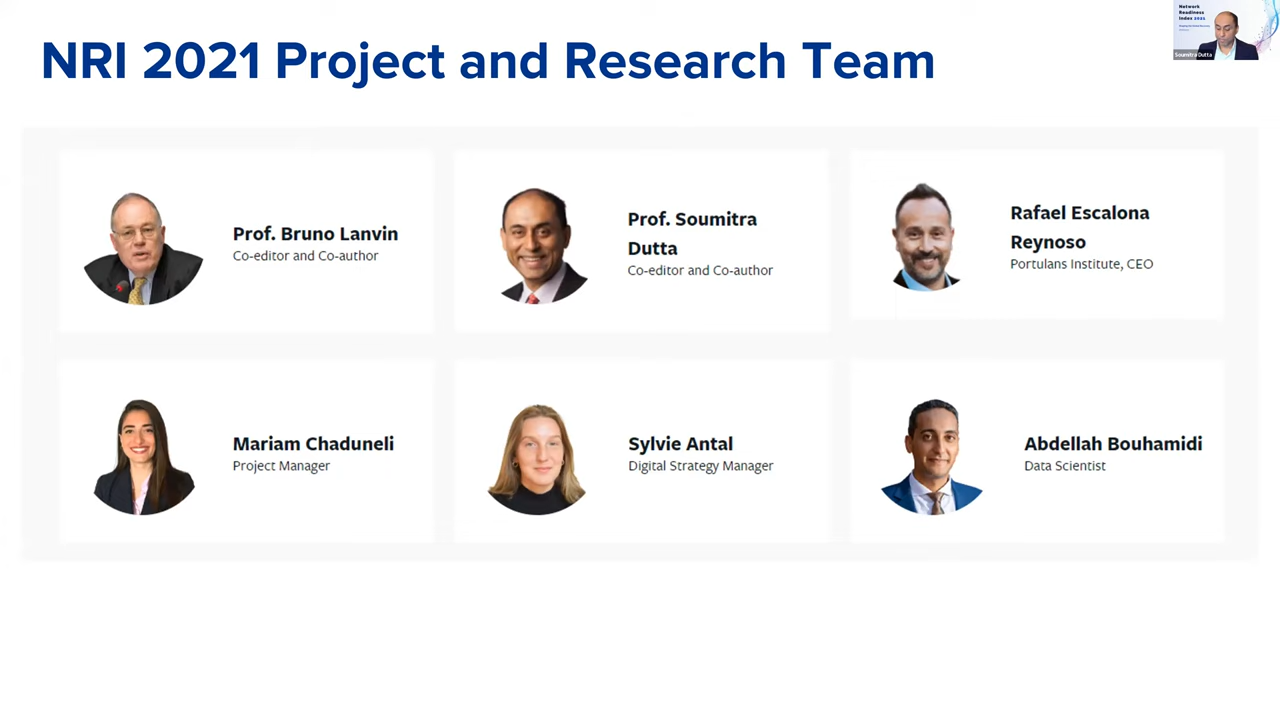 NRI 2021 Project and Research Team
Network
Readiness
Index 2021
Soumitra Dutta
Prof. Bruno Lanvin
Co-editor and Co-author
Prof. Soumitra
Dutta
Co-editor and Co-author
Rafael Escalona
Reynoso
Portulans Institute, CEO
Mariam Chaduneli
Project Manager
Sylvie Antal
Digital Strategy Manager
Abdellah Bouhamidi
Data Scientist